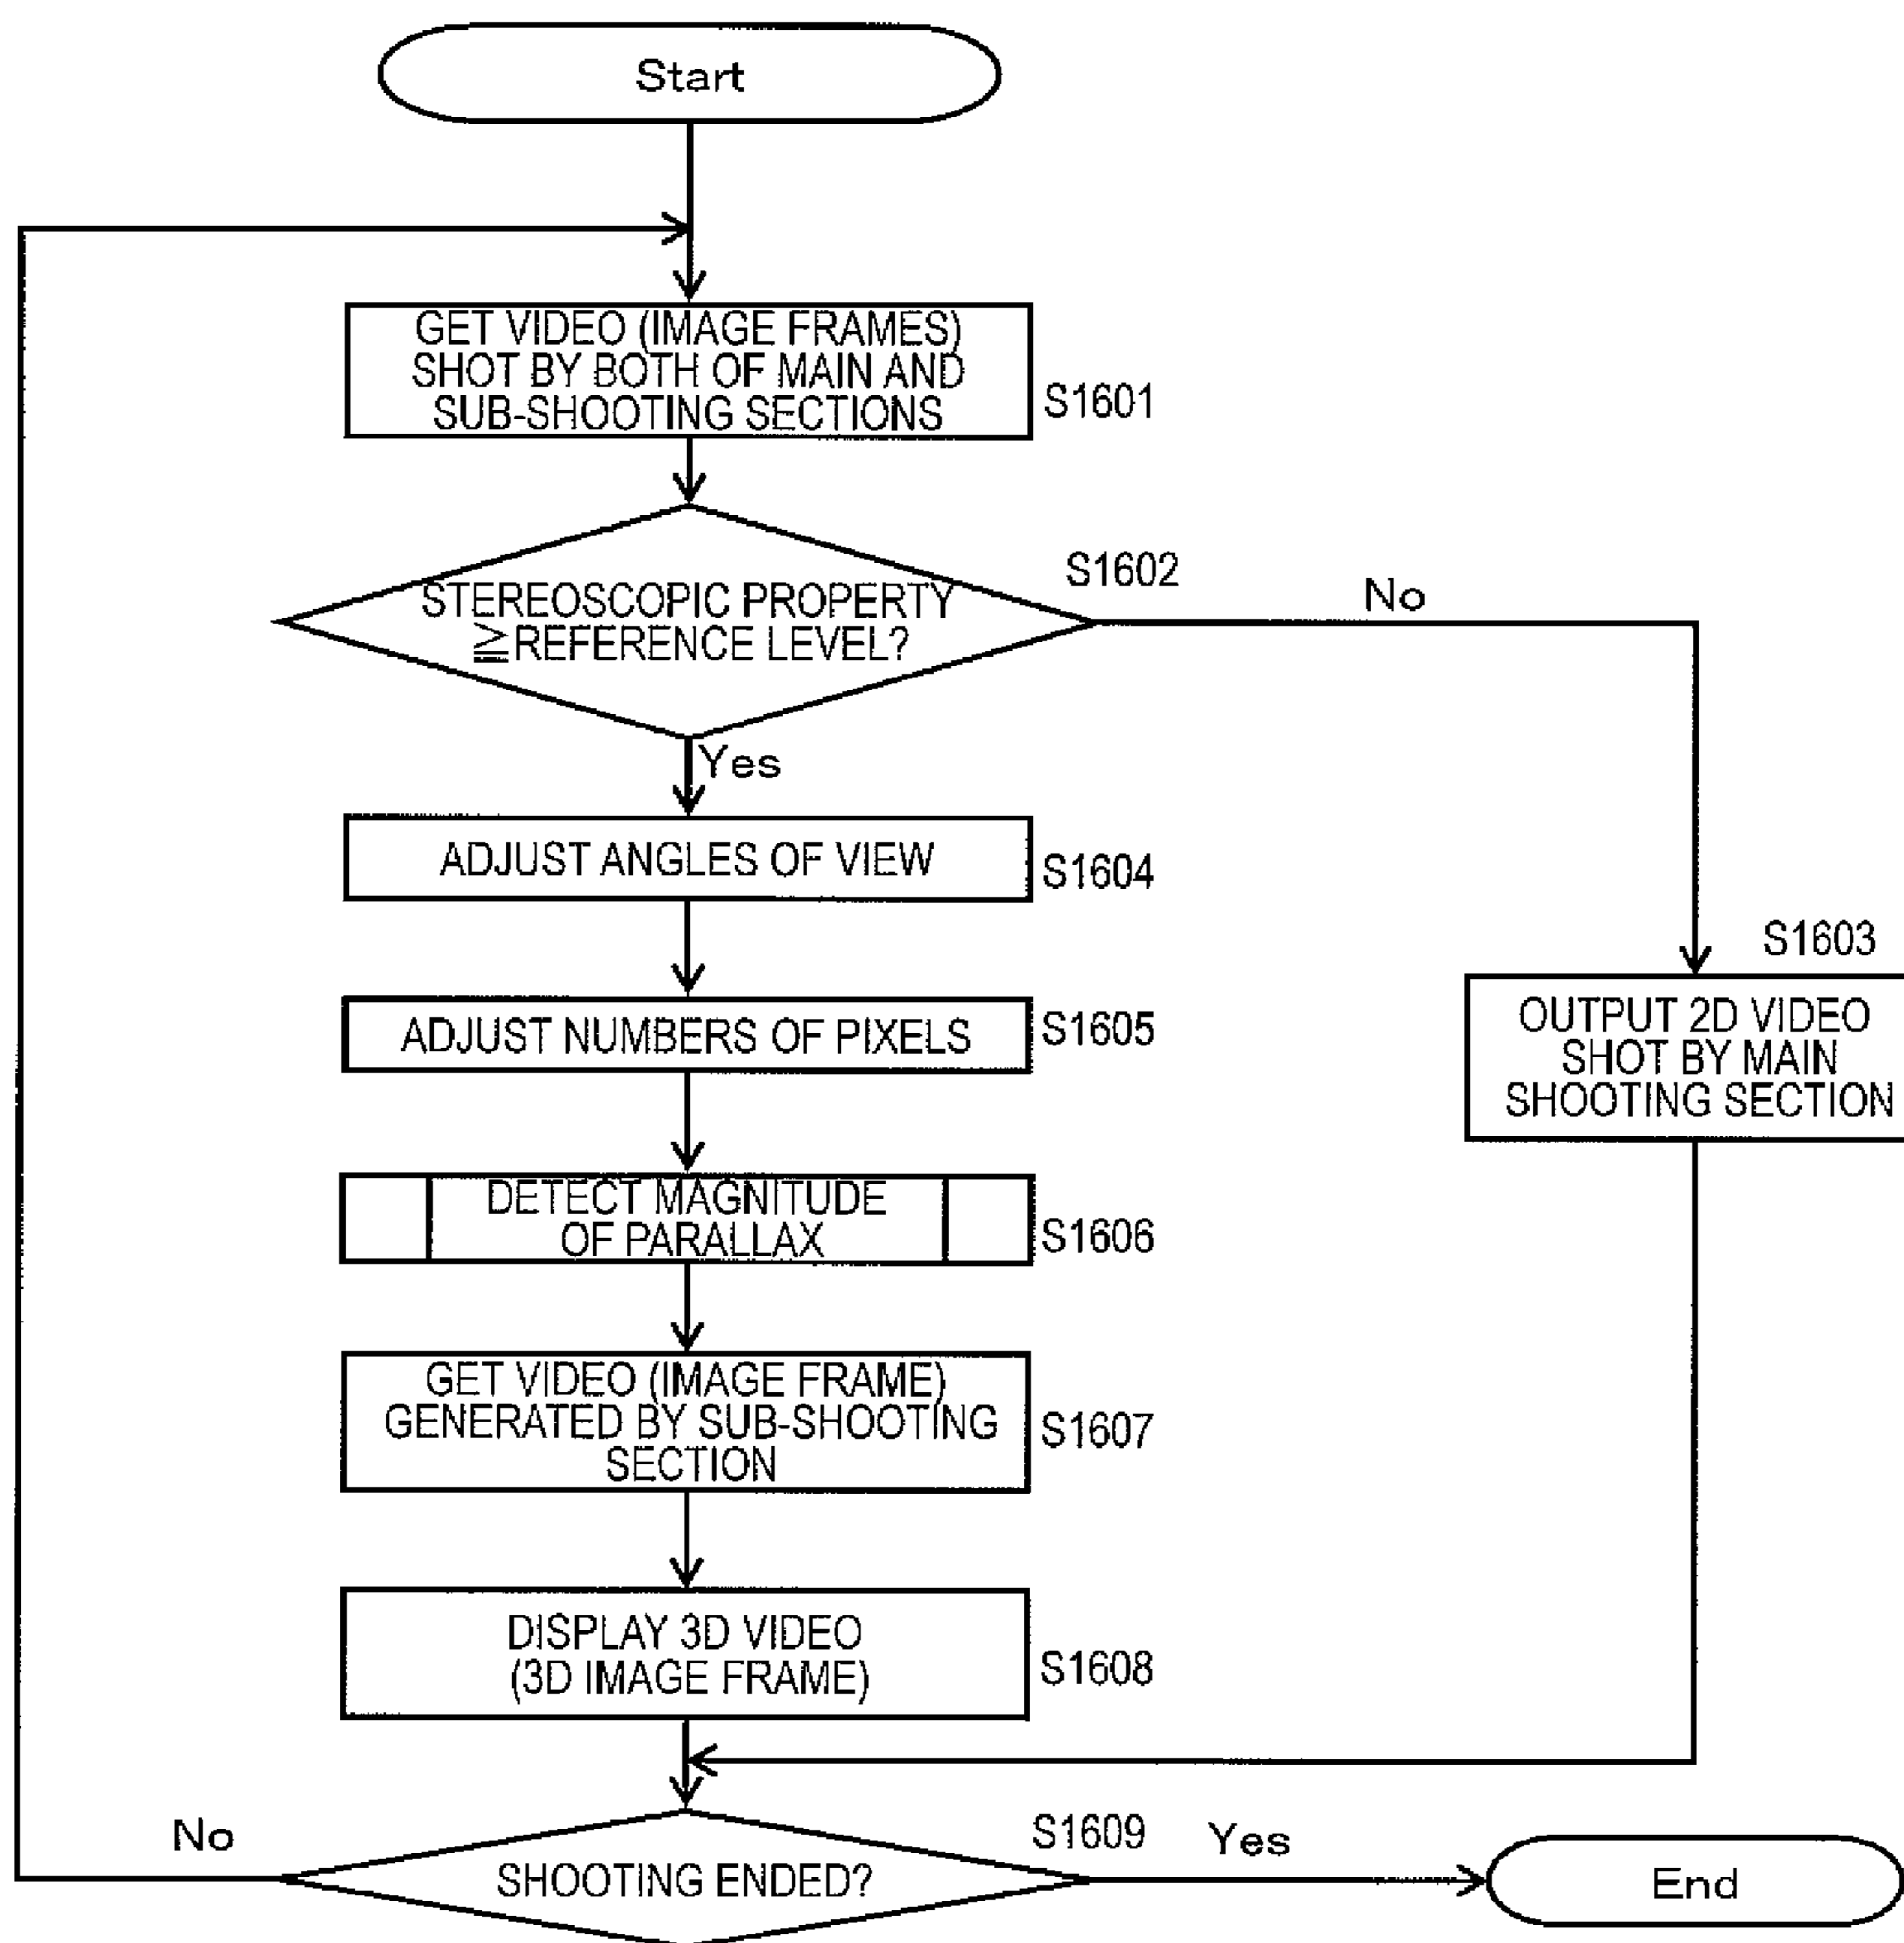 Start
GET VIDEO (IMAGE FRAMES)
SHOT BY BOTH OF MAIN AND
SUB-SHOOTING SECTIONS
S1601
STEREOSCOPIC PROPERTY
≧REFERENCE LEVEL?
S1602
No
Yes
ADJUST ANGLES OF VIEW
S1604
S1603
OUTPUT 2D VIDEO
SHOT BY MAIN
SHOOTING SECTION
ADJUST NUMBERS OF PIXELS
S1605
DETECT MAGNITUDE
OF PARALLAX
S1606
GET VIDEO (IMAGE FRAME)
GENERATED BY SUB-SHOOTING
SECTION
S1607
DISPLAY 3D VIDEO
(3D IMAGE FRAME)
S1608
No
SHOOTING ENDED?
S1609
Yes
End